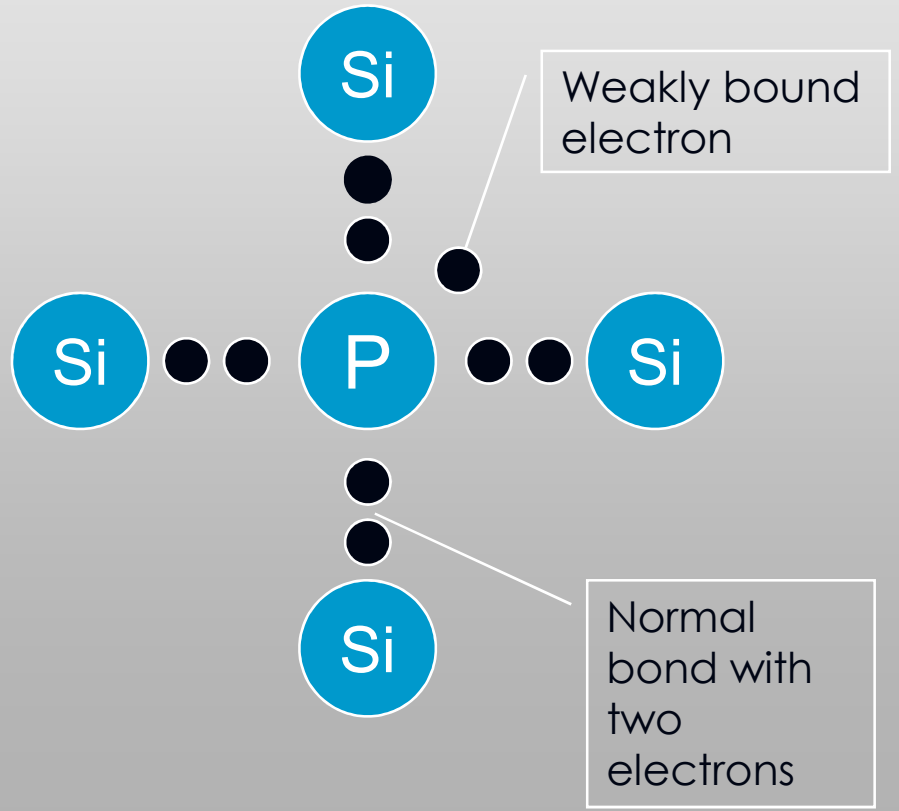 Si
Weakly bound
electron
Si
P
Si
Si
Normal
bond with
two
electrons